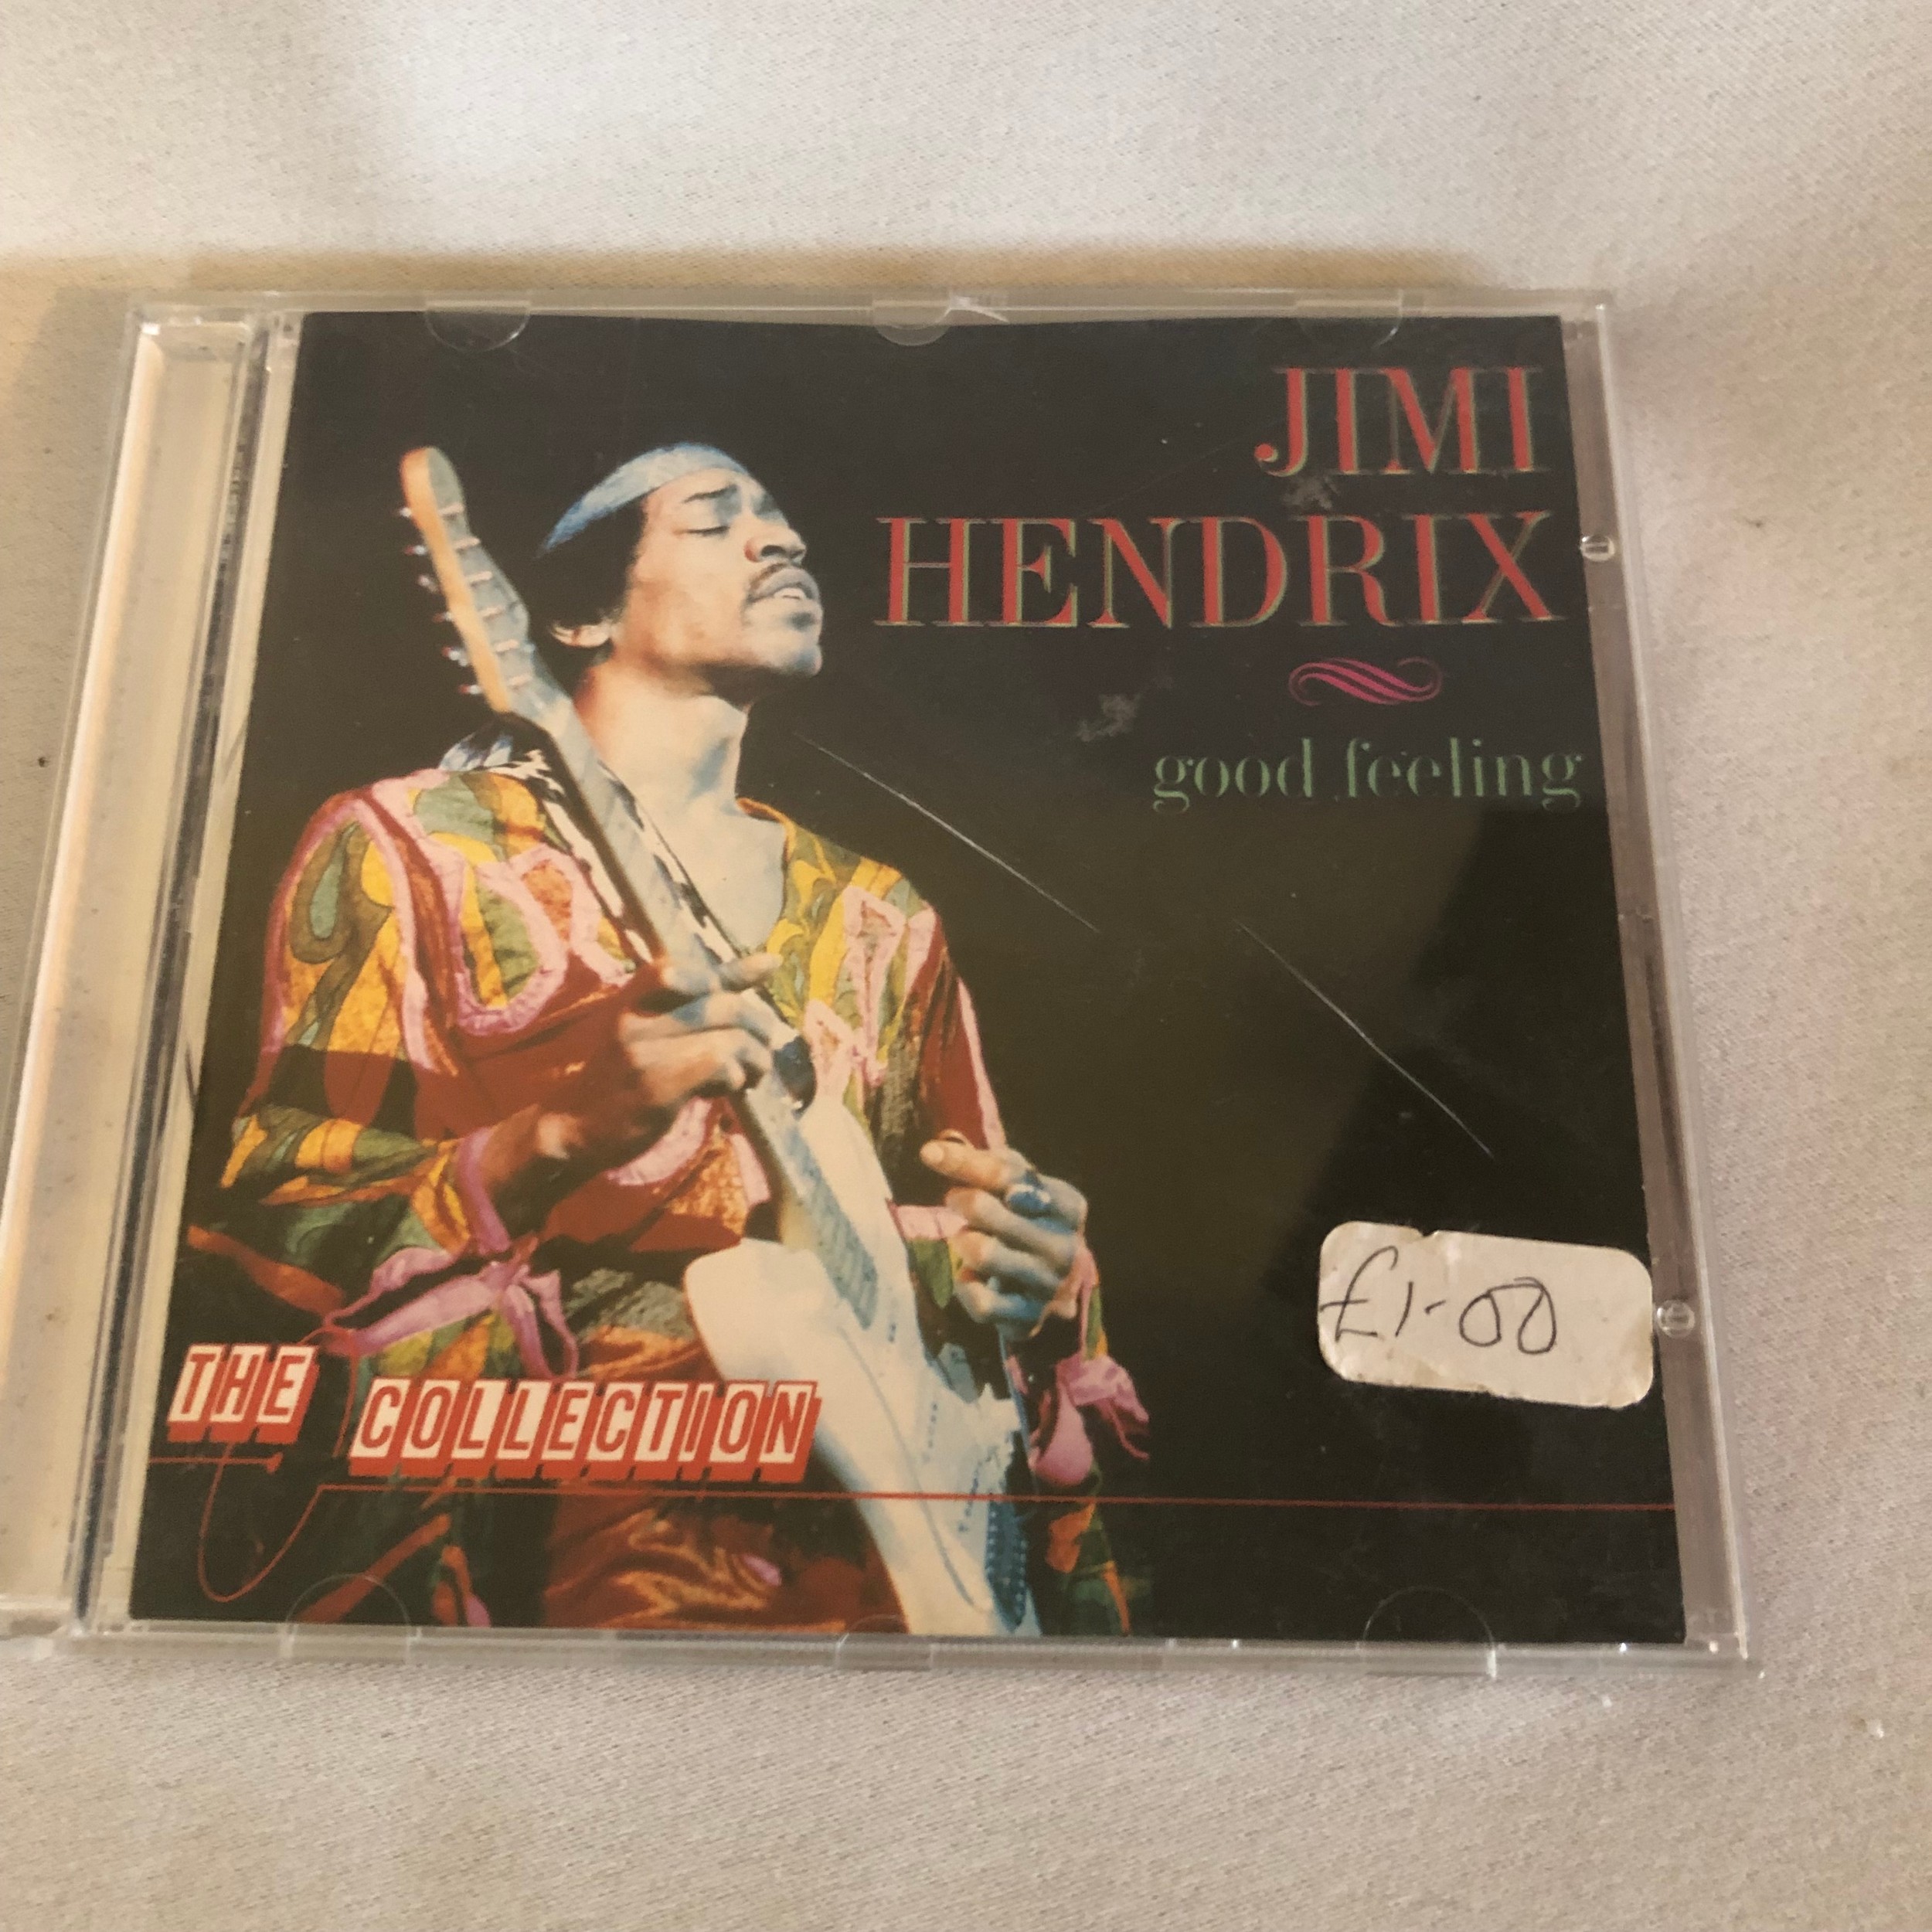 JIMI
HENDRIX
good feeling
£1-00
THE COLLECTION